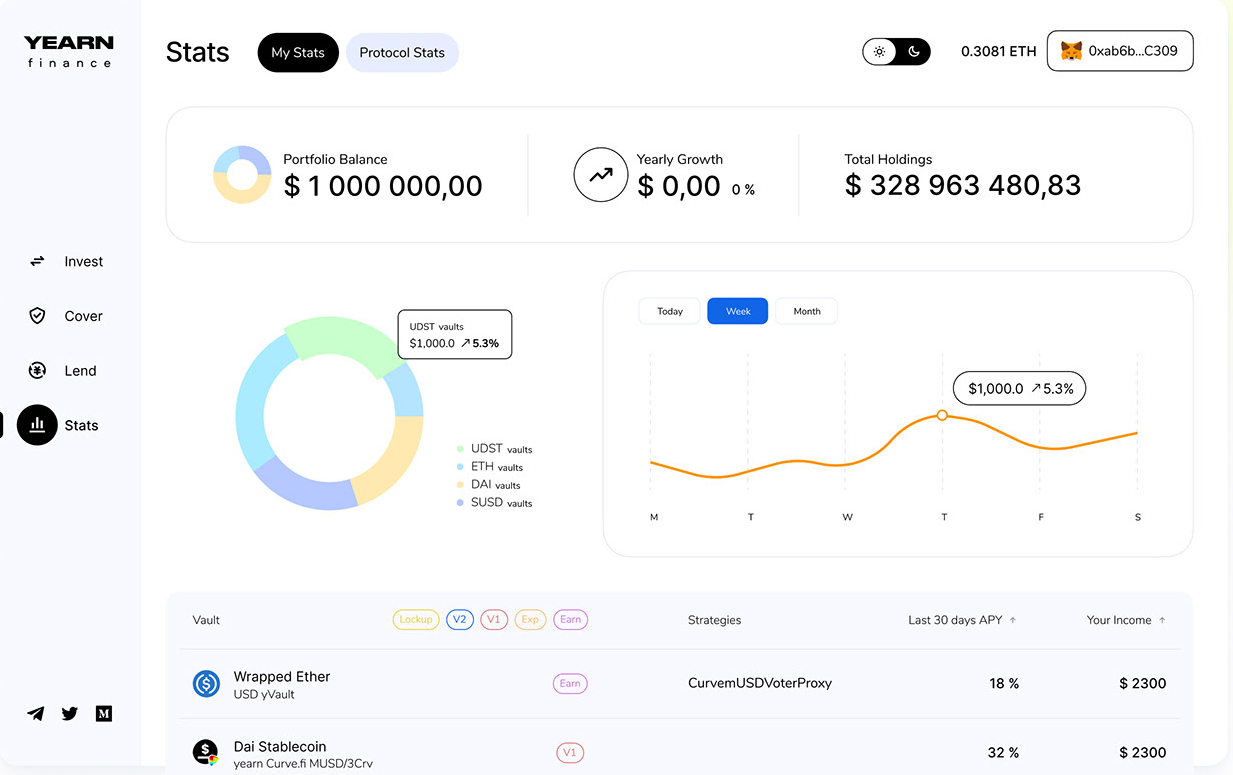 YEARN
finance
Stats
My Stats
Protocol Stats
0.3081 ETH
0xab6b...C309
Portfolio Balance
$ 1 000 000,00
Yearly Growth
$ 0,00 0 %
Total Holdings
$ 328 963 480,83
Invest
Cover
Lend
Stats
UDST vaults
$1,000.0 ↗ 5.3%
UDST vaults
ETH vaults
DAI vaults
SUSD vaults
Today Week Month
$1,000.0 ↗ 5.3%
M T W T F S
Vault Lockup V2 V1 Exp Earn Strategies Last 30 days APY ↑ Your Income ↑
Wrapped Ether
USD yVault
Earn
CurvemUSDVoterProxy
18 %
$ 2300
Dai Stablecoin
yearn Curve.fi MUSD/3Crv
V1
32 %
$ 2300
M